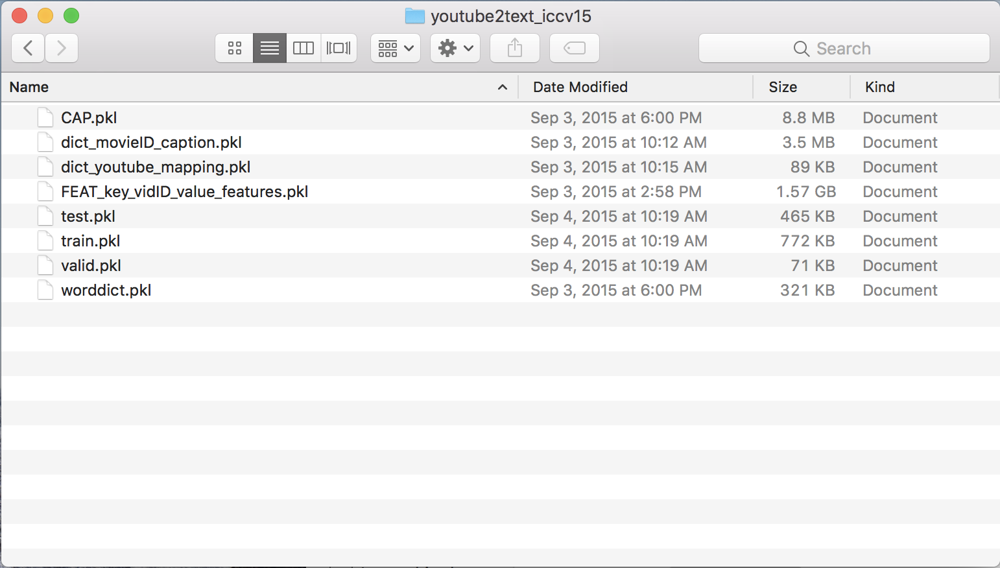 youtube2text_iccv15
Search
Name Date Modified Size Kind
CAP.pkl Sep 3, 2015 at 6:00 PM 8.8 MB Document
dict_movieID_caption.pkl Sep 3, 2015 at 10:12 AM 3.5 MB Document
dict_youtube_mapping.pkl Sep 3, 2015 at 10:15 AM 89 KB Document
FEAT_key_vidID_value_features.pkl Sep 3, 2015 at 2:58 PM 1.57 GB Document
test.pkl Sep 4, 2015 at 10:19 AM 465 KB Document
train.pkl Sep 4, 2015 at 10:19 AM 772 KB Document
valid.pkl Sep 4, 2015 at 10:19 AM 71 KB Document
worddict.pkl Sep 3, 2015 at 6:00 PM 321 KB Document